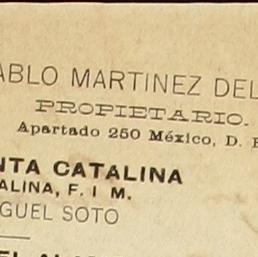 ABLO MARTINEZ DEL
PROPIETARIO.
Apartado 250 México, D.
NTA CATALINA
ALINA, F. I M.
GUEL SOTO